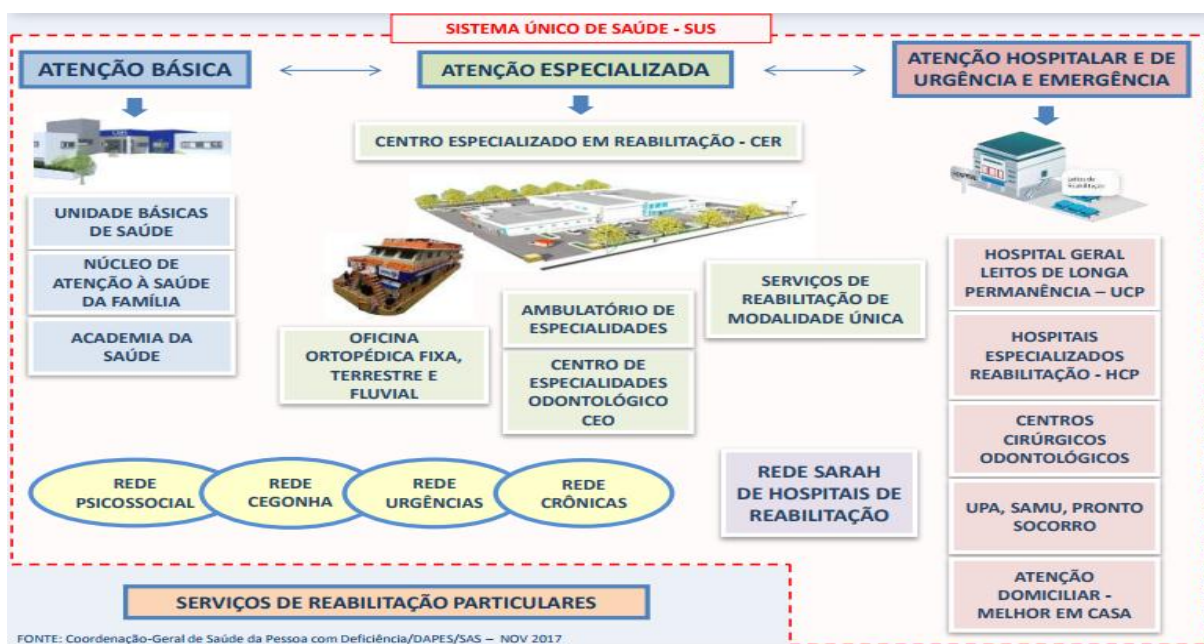 SISTEMA ÚNICO DE SAÚDE - SUS
ATENÇÃO BÁSICA
ATENÇÃO ESPECIALIZADA
ATENÇÃO HOSPITALAR E DE
URGÊNCIA E EMERGÊNCIA
UNIDADE BÁSICAS
DE SAÚDE
NÚCLEO DE
ATENÇÃO À SAÚDE
DA FAMÍLIA
ACADEMIA DA
SAÚDE
CENTRO ESPECIALIZADO EM REABILITAÇÃO - CER
OFICINA
ORTOPÉDICA FIXA,
TERRESTRE E
FLUVIAL
AMBULATÓRIO DE
ESPECIALIDADES
CENTRO DE
ESPECIALIDADES
ODONTOLÓGICO
CEO
SERVIÇOS DE
REABILITAÇÃO DE
MODALIDADE ÚNICA
Leitos de
Reabilitação
HOSPITAL GERAL
LEITOS DE LONGA
PERMANÊNCIA – UCP
HOSPITAIS
ESPECIALIZADOS
REABILITAÇÃO - HCP
CENTROS
CIRÚRGICOS
ODONTOLÓGICOS
UPA, SAMU, PRONTO
SOCORRO
ATENÇÃO
DOMICILIAR -
MELHOR EM CASA
REDE
PSICOSSOCIAL
REDE
CEGONHA
REDE
URGÊNCIAS
REDE
CRÔNICAS
REDE SARAH
DE HOSPITAIS DE
REABILITAÇÃO
SERVIÇOS DE REABILITAÇÃO PARTICULARES
FONTE: Coordenação-Geral de Saúde da Pessoa com Deficiência/DAPES/SAS – NOV 2017